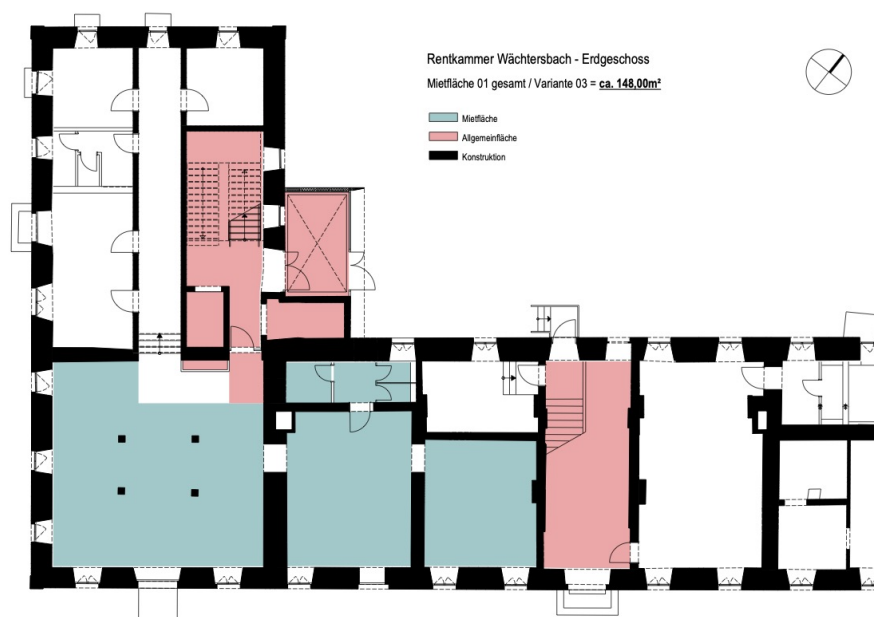 Rentkammer Wächtersbach - Erdgeschoss
Mietfläche 01 gesamt / Variante 03 = ca. 148,00m²
Mietfläche
Allgemeinfläche
Konstruktion